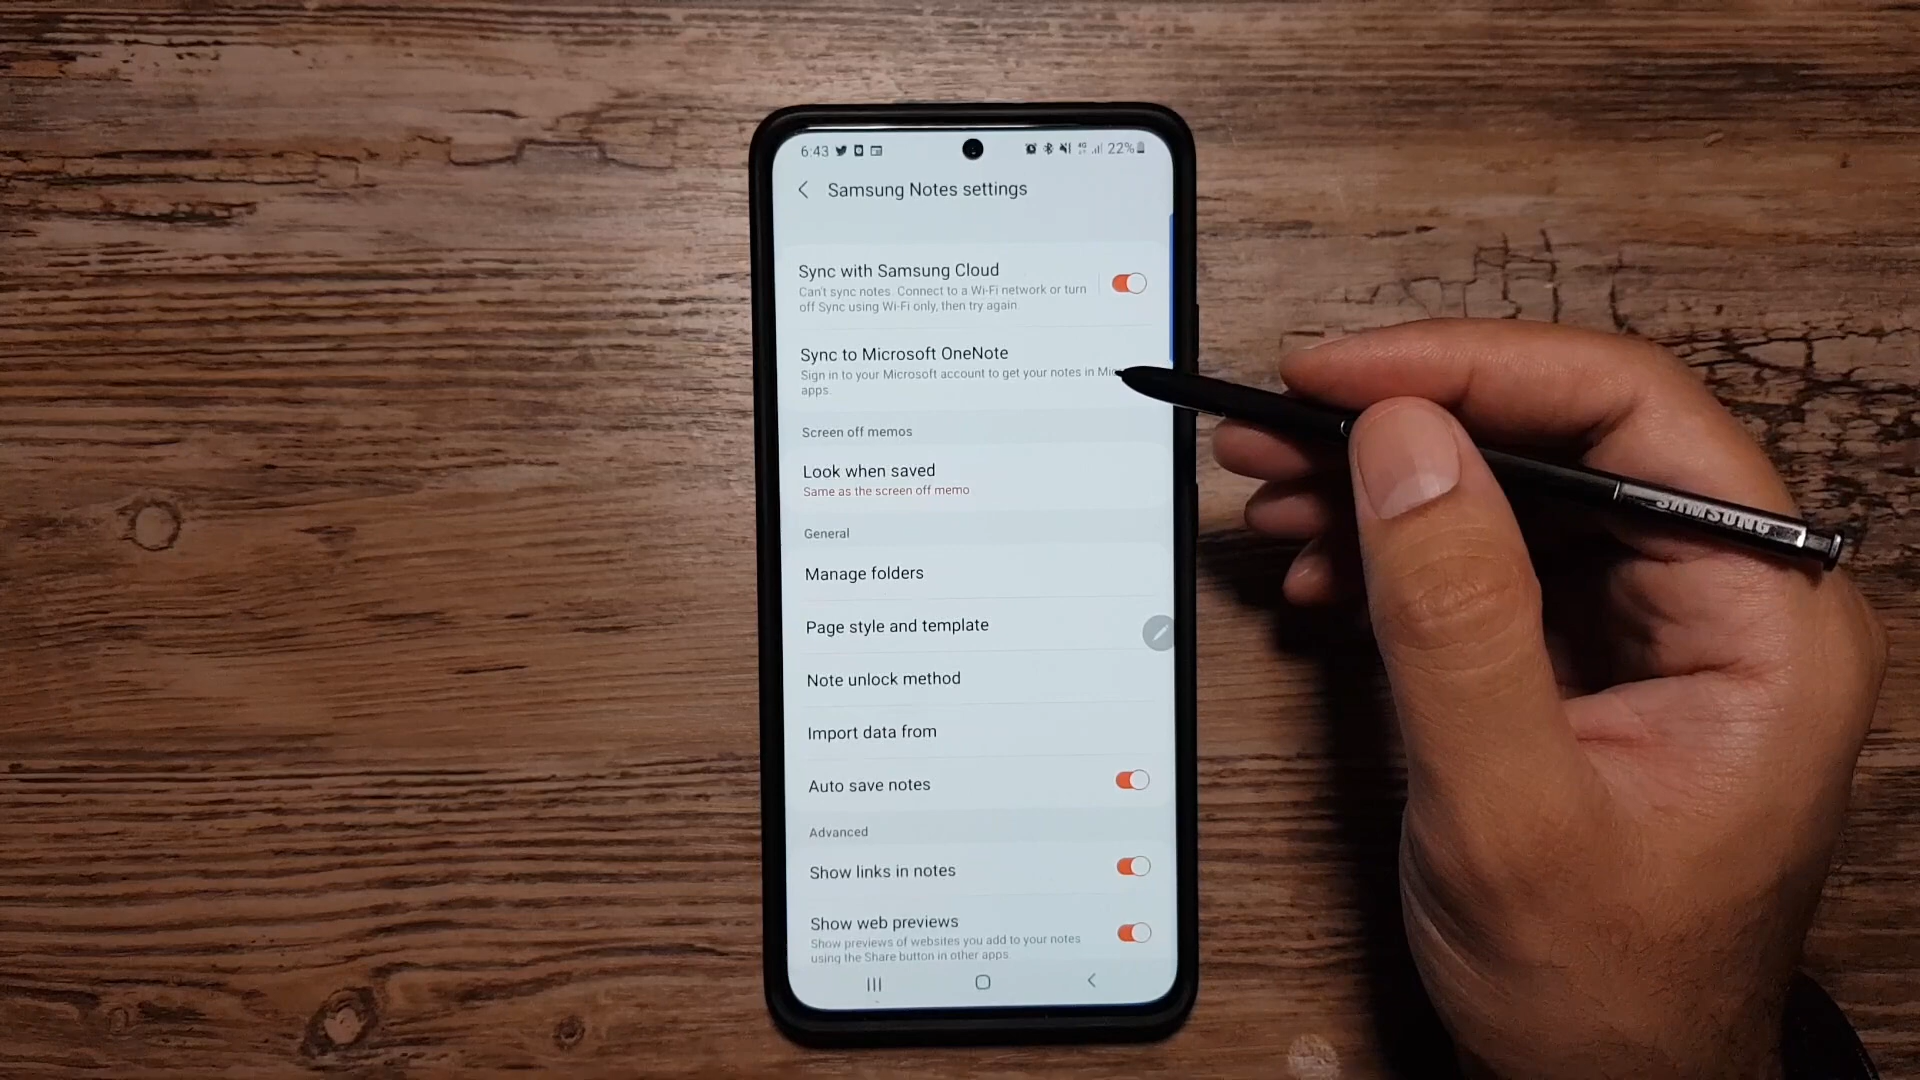 6:43
4G 22%
Samsung Notes settings
Sync with Samsung Cloud
Can't sync notes. Connect to a Wi-Fi network or turn
off Sync using Wi-Fi only, then try again.
Sync to Microsoft OneNote
Sign in to your Microsoft account to get your notes in Mic
apps.
Screen off memos
Look when saved
Same as the screen off memo
General
Manage folders
Page style and template
Note unlock method
Import data from
Auto save notes
Advanced
Show links in notes
Show web previews
Show previews of websites you add to your notes
using the Share button in other apps.
SAMSUNG